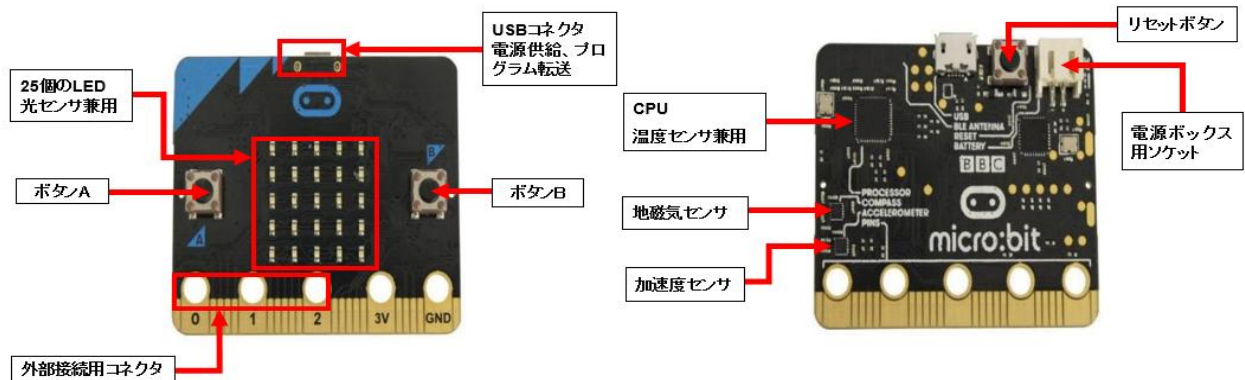 USBコネクタ
電源供給、プロ
グラム転送
25個のLED
光センサ兼用
ボタンA
ボタンB
A
B
0
1
2
3V
GND
外部接続用コネクタ
リセットボタン
CPU
温度センサ兼用
電源ボックス
用ソケット
地磁気センサ
加速度センサ
USB
BLE ANTENNA
RESET
BATTERY
BBC
PROCESSOR
COMPASS
ACCELEROMETER
PINS
micro:bit